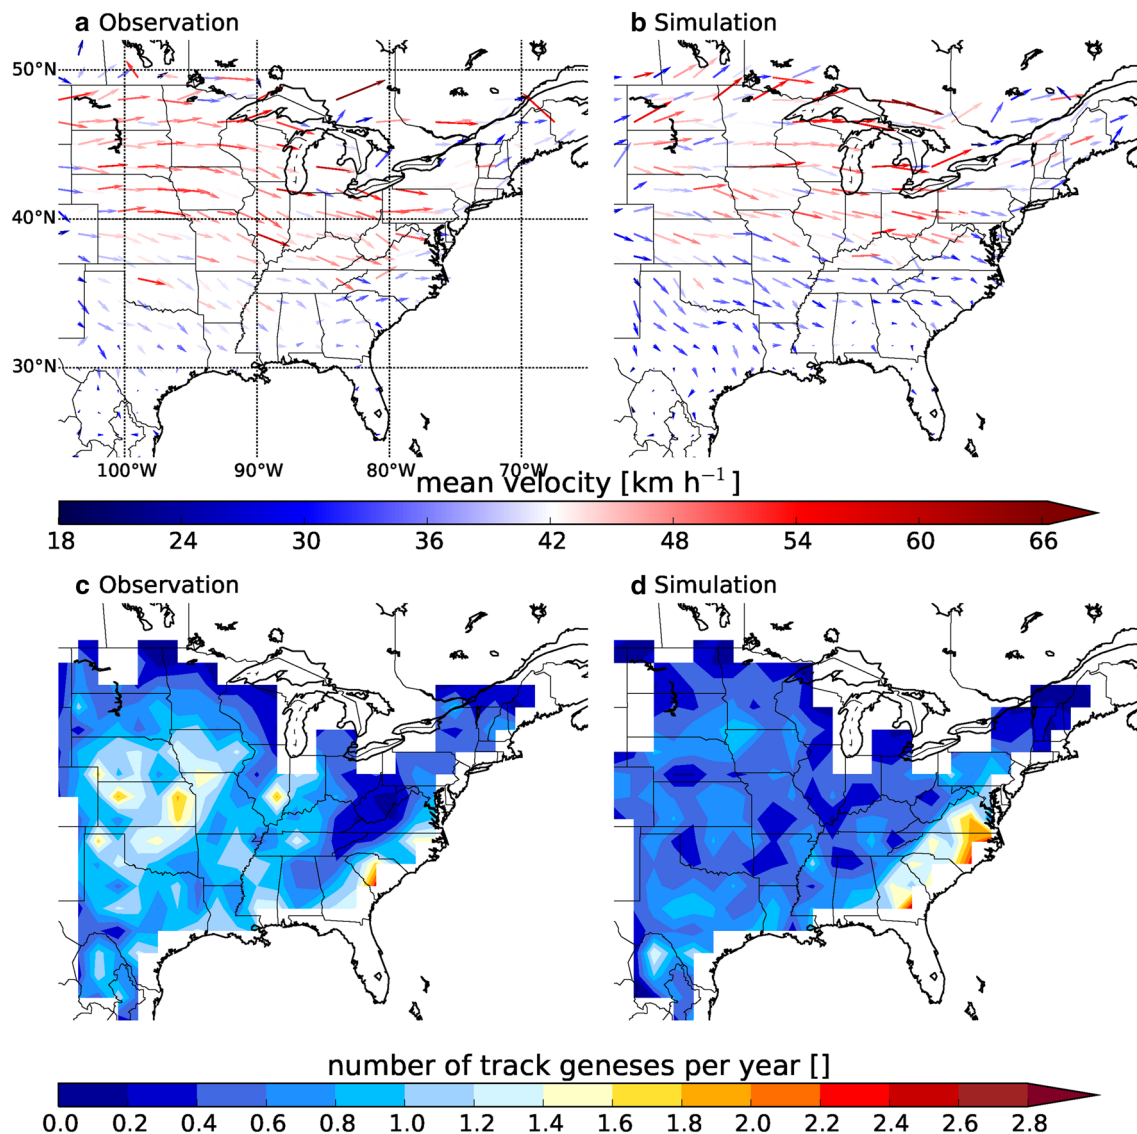 a Observation
b Simulation
50°N
40°N
30°N
100°W 90°W 80°W 70°W
mean velocity [km h⁻¹]
18 24 30 36 42 48 54 60 66
c Observation
d Simulation
number of track geneses per year []
0.0 0.2 0.4 0.6 0.8 1.0 1.2 1.4 1.6 1.8 2.0 2.2 2.4 2.6 2.8